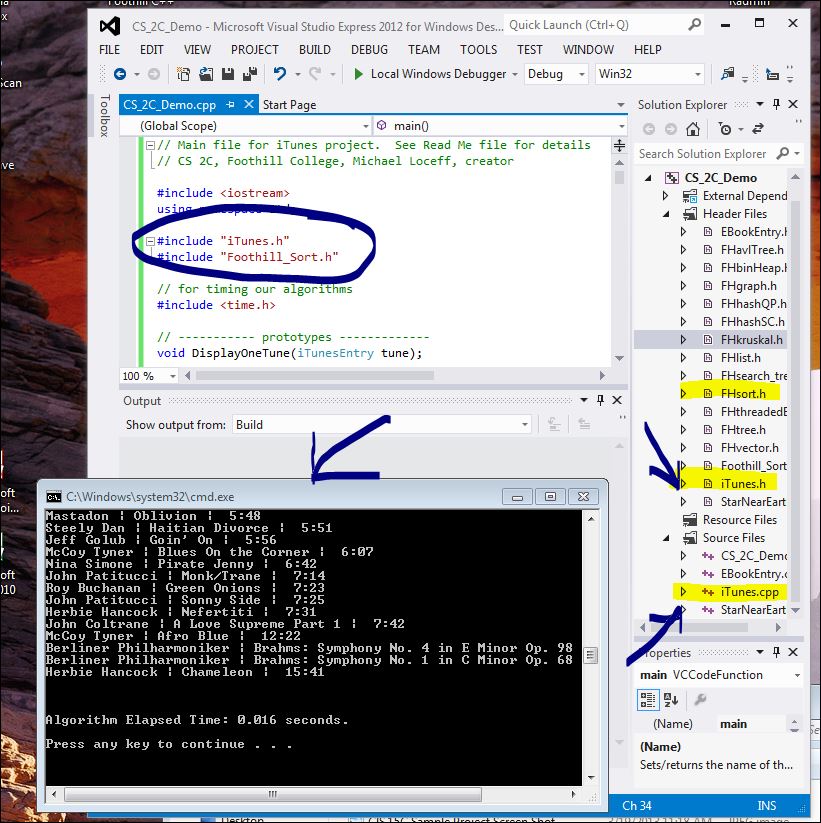 Foothill C++
Scan
CS_2C_Demo - Microsoft Visual Studio Express 2012 for Windows Des...
Quick Launch (Ctrl+Q)
FILE EDIT VIEW PROJECT BUILD DEBUG TEAM TOOLS TEST WINDOW HELP
Local Windows Debugger Debug Win32
Toolbox
CS_2C_Demo.cpp Start Page
(Global Scope) main()
// Main file for iTunes project.  See Read Me file for details
// CS 2C, Foothill College, Michael Loceff, creator
#include <iostream>
using
#include "iTunes.h"
#include "Foothill_Sort.h"
// for timing our algorithms
#include <time.h>
// ----------- prototypes -------------
void DisplayOneTune(iTunesEntry tune);
100 %
Output
Show output from: Build
C:\Windows\system32\cmd.exe
Mastadon | Oblivion |  5:48
Steely Dan | Haitian Divorce |  5:51
Jeff Golub | Goin' On |  5:56
McCoy Tyner | Blues On the Corner |  6:07
Nina Simone | Pirate Jenny |  6:42
John Patitucci | Monk/Trane |  7:14
Roy Buchanan | Green Onions |  7:23
John Patitucci | Sonny Side |  7:25
Herbie Hancock | Nefertiti |  7:31
John Coltrane | A Love Supreme Part 1 |  7:42
McCoy Tyner | Afro Blue |  12:22
Berliner Philharmoniker | Brahms: Symphony No. 4 in E Minor Op. 98
Berliner Philharmoniker | Brahms: Symphony No. 1 in C Minor Op. 68
Herbie Hancock | Chameleon |  15:41
Algorithm Elapsed Time: 0.016 seconds.
Press any key to continue . . .
Solution Explorer
Search Solution Explorer
CS_2C_Demo
External Depend
Header Files
EBookEntry.h
FHavlTree.h
FHbinHeap.h
FHgraph.h
FHhashQP.h
FHhashSC.h
FHkruskal.h
FHlist.h
FHsearch_tre
FHsort.h
FHthreadedB
FHtree.h
FHvector.h
Foothill_Sort
iTunes.h
StarNearEart
Resource Files
Source Files
CS_2C_Demo
EBookEntry.c
iTunes.cpp
StarNearEart
Properties
main VCCodeFunction
(Name) main
(Name)
Sets/returns the name of th...
Ch 34 INS
Desktop
CIS 15C Sample Project Screen Shot